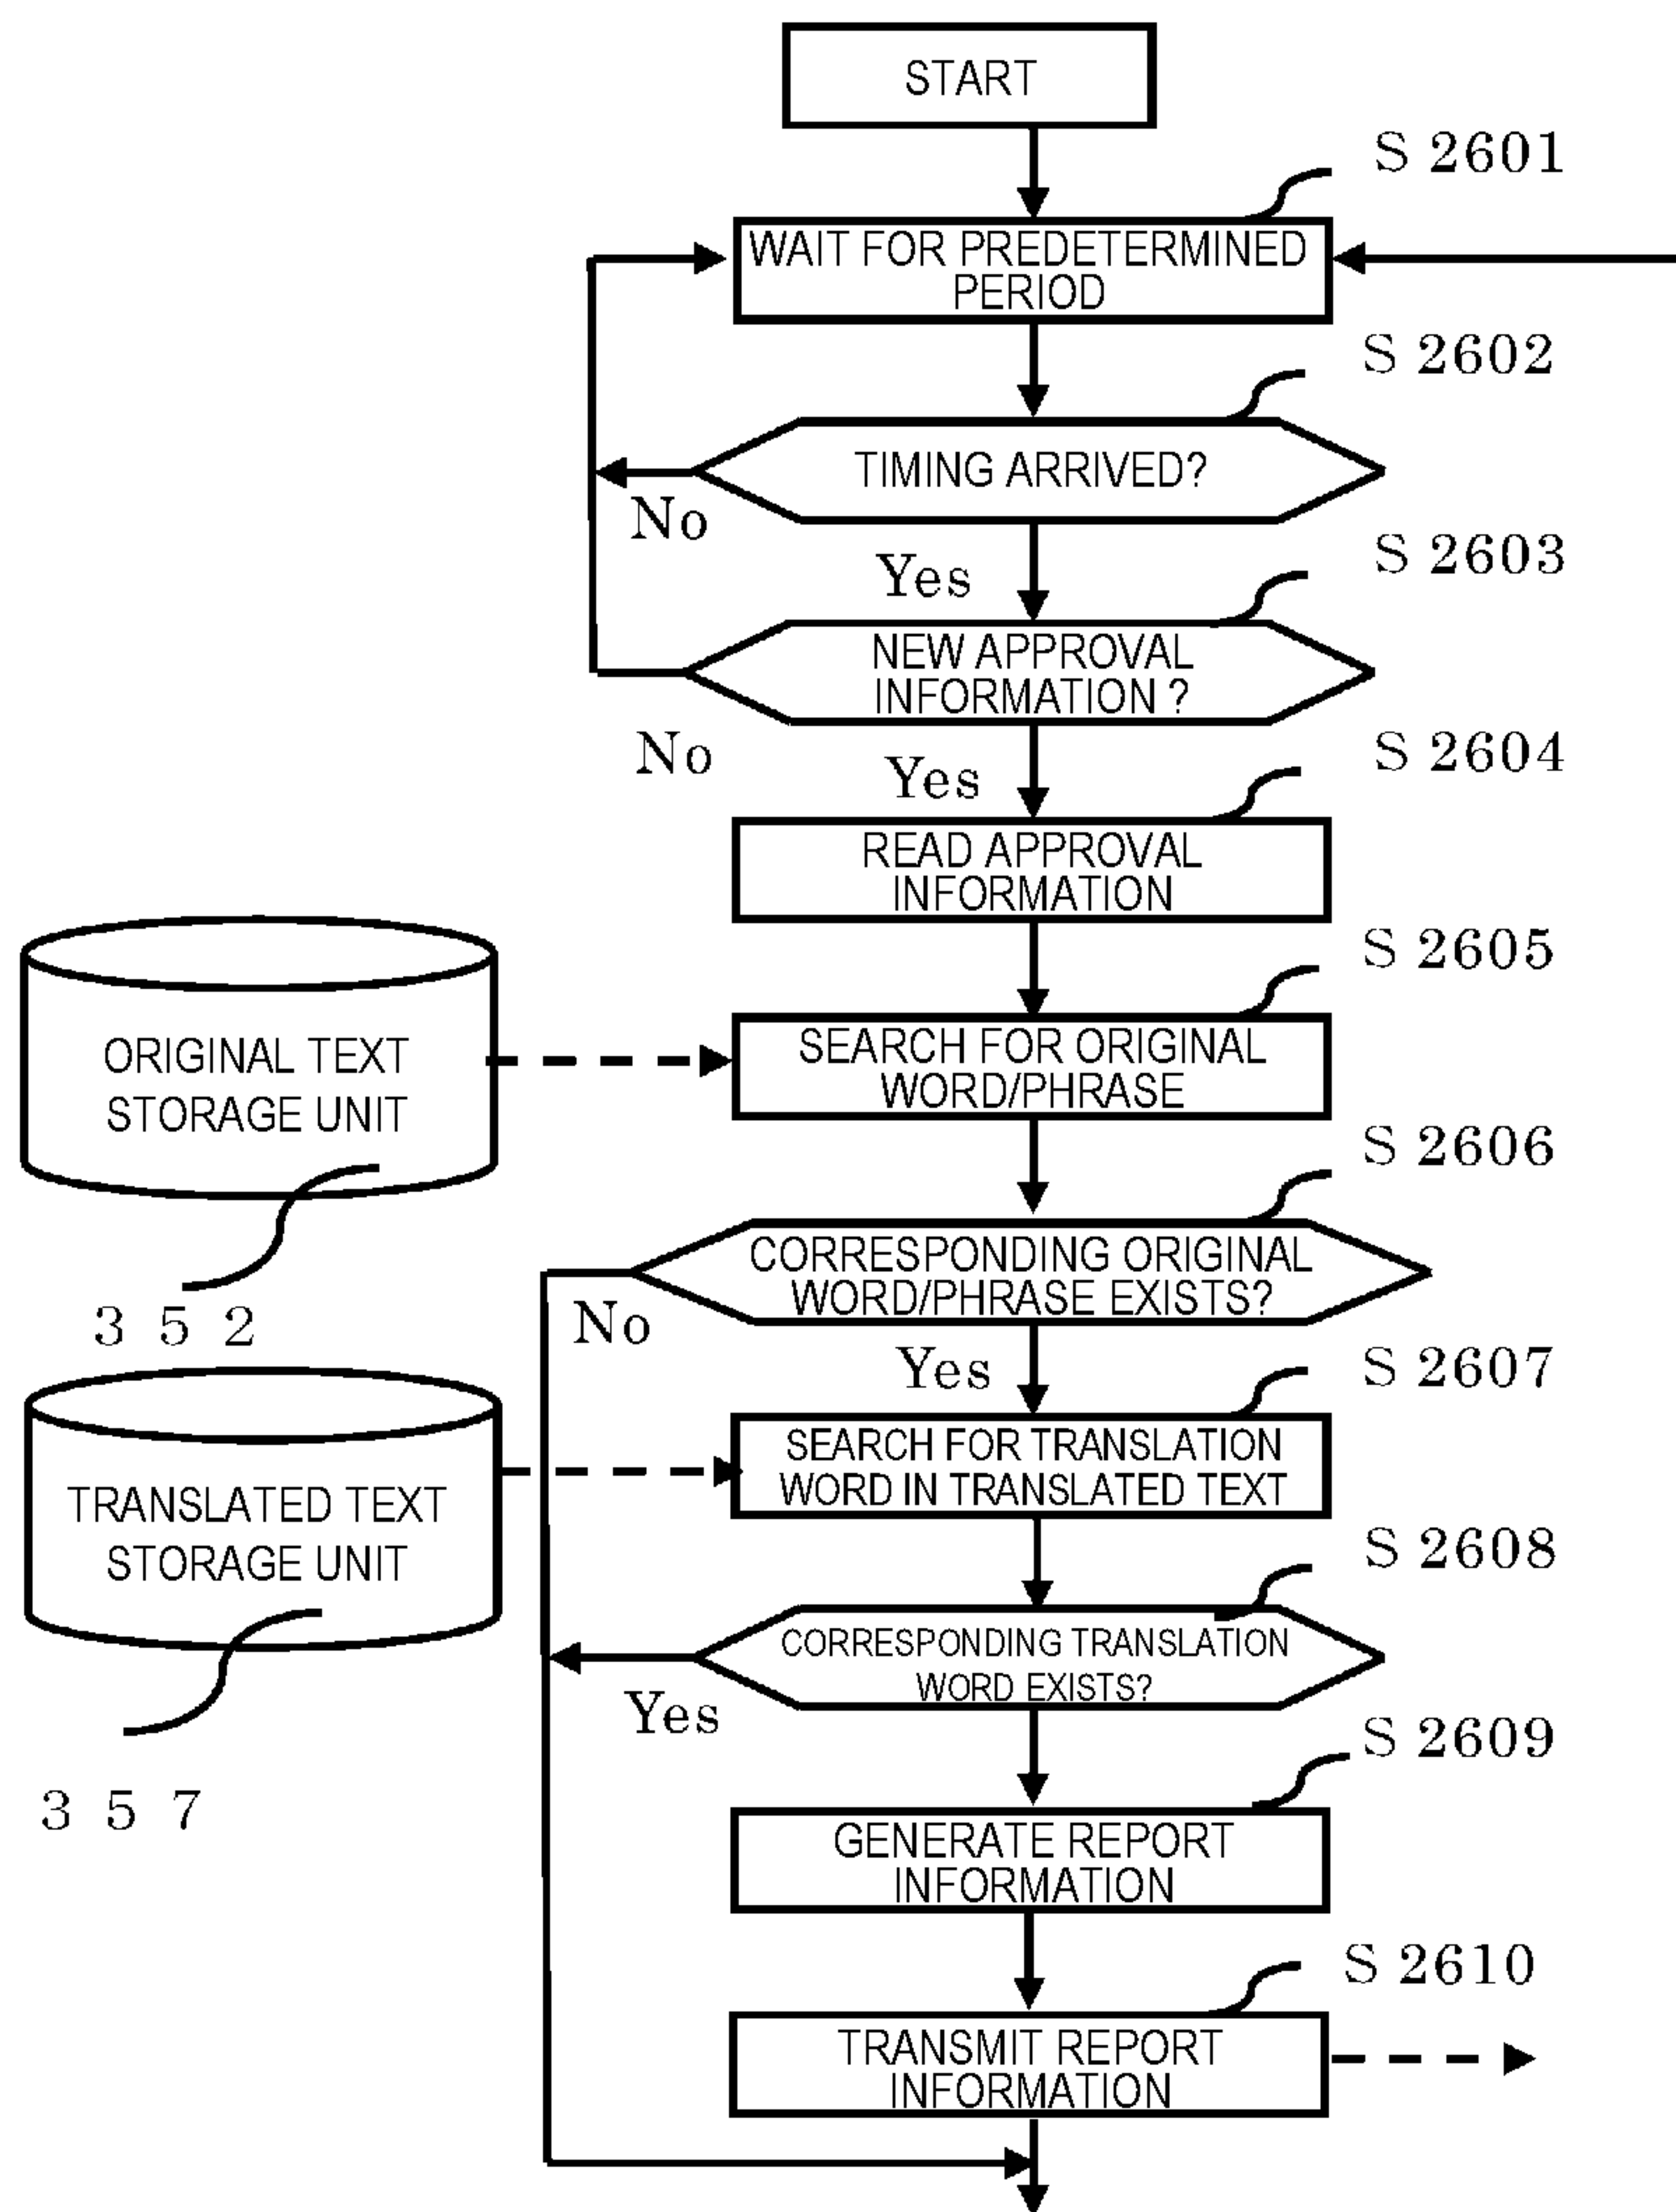 START
S 2601
WAIT FOR PREDETERMINED
PERIOD
S 2602
TIMING ARRIVED?
No
Yes
S 2603
NEW APPROVAL
INFORMATION ?
No
Yes
S 2604
READ APPROVAL
INFORMATION
S 2605
ORIGINAL TEXT
STORAGE UNIT
3 5 2
SEARCH FOR ORIGINAL
WORD/PHRASE
S 2606
CORRESPONDING ORIGINAL
WORD/PHRASE EXISTS?
No
Yes
S 2607
TRANSLATED TEXT
STORAGE UNIT
3 5 7
SEARCH FOR TRANSLATION
WORD IN TRANSLATED TEXT
S 2608
CORRESPONDING TRANSLATION
WORD EXISTS?
Yes
S 2609
GENERATE REPORT
INFORMATION
S 2610
TRANSMIT REPORT
INFORMATION